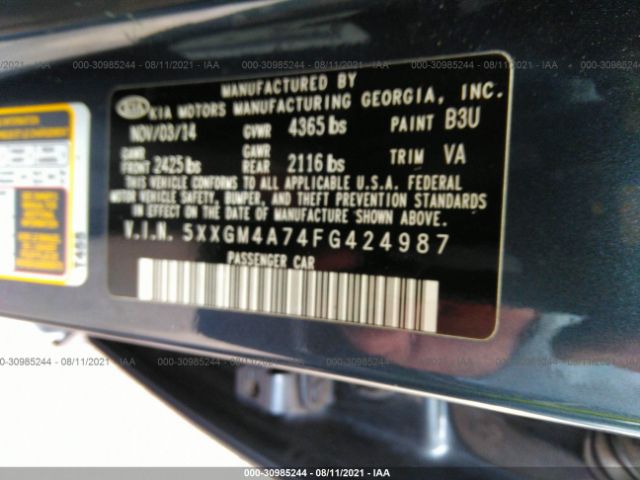 000-30985244 - 08/11/2021 - IAA
000-30985244 - 08/11/2021 - IAA
000-30985244 - 08/11/2021 - IAA
MANUFACTURED BY
KIA KIA MOTORS MANUFACTURING GEORGIA, INC.
NOV/03/14 GVWR 4365 lbs PAINT B3U
GAWR FRONT 2425 lbs GAWR REAR 2116 lbs TRIM VA
THIS VEHICLE CONFORMS TO ALL APPLICABLE U.S.A. FEDERAL
MOTOR VEHICLE SAFETY, BUMPER, AND THEFT PREVENTION STANDARDS
IN EFFECT ON THE DATE OF MANUFACTURE SHOWN ABOVE.
V.I.N. 5XXGM4A74FG424987
PASSENGER CAR
T455
000-30985244 - 08/11/2021 - IAA
000-30985244 - 08/11/2021 - IAA
000-30985244 - 08/11/2021 - IAA
000-30985244 - 08/11/2021 - IAA